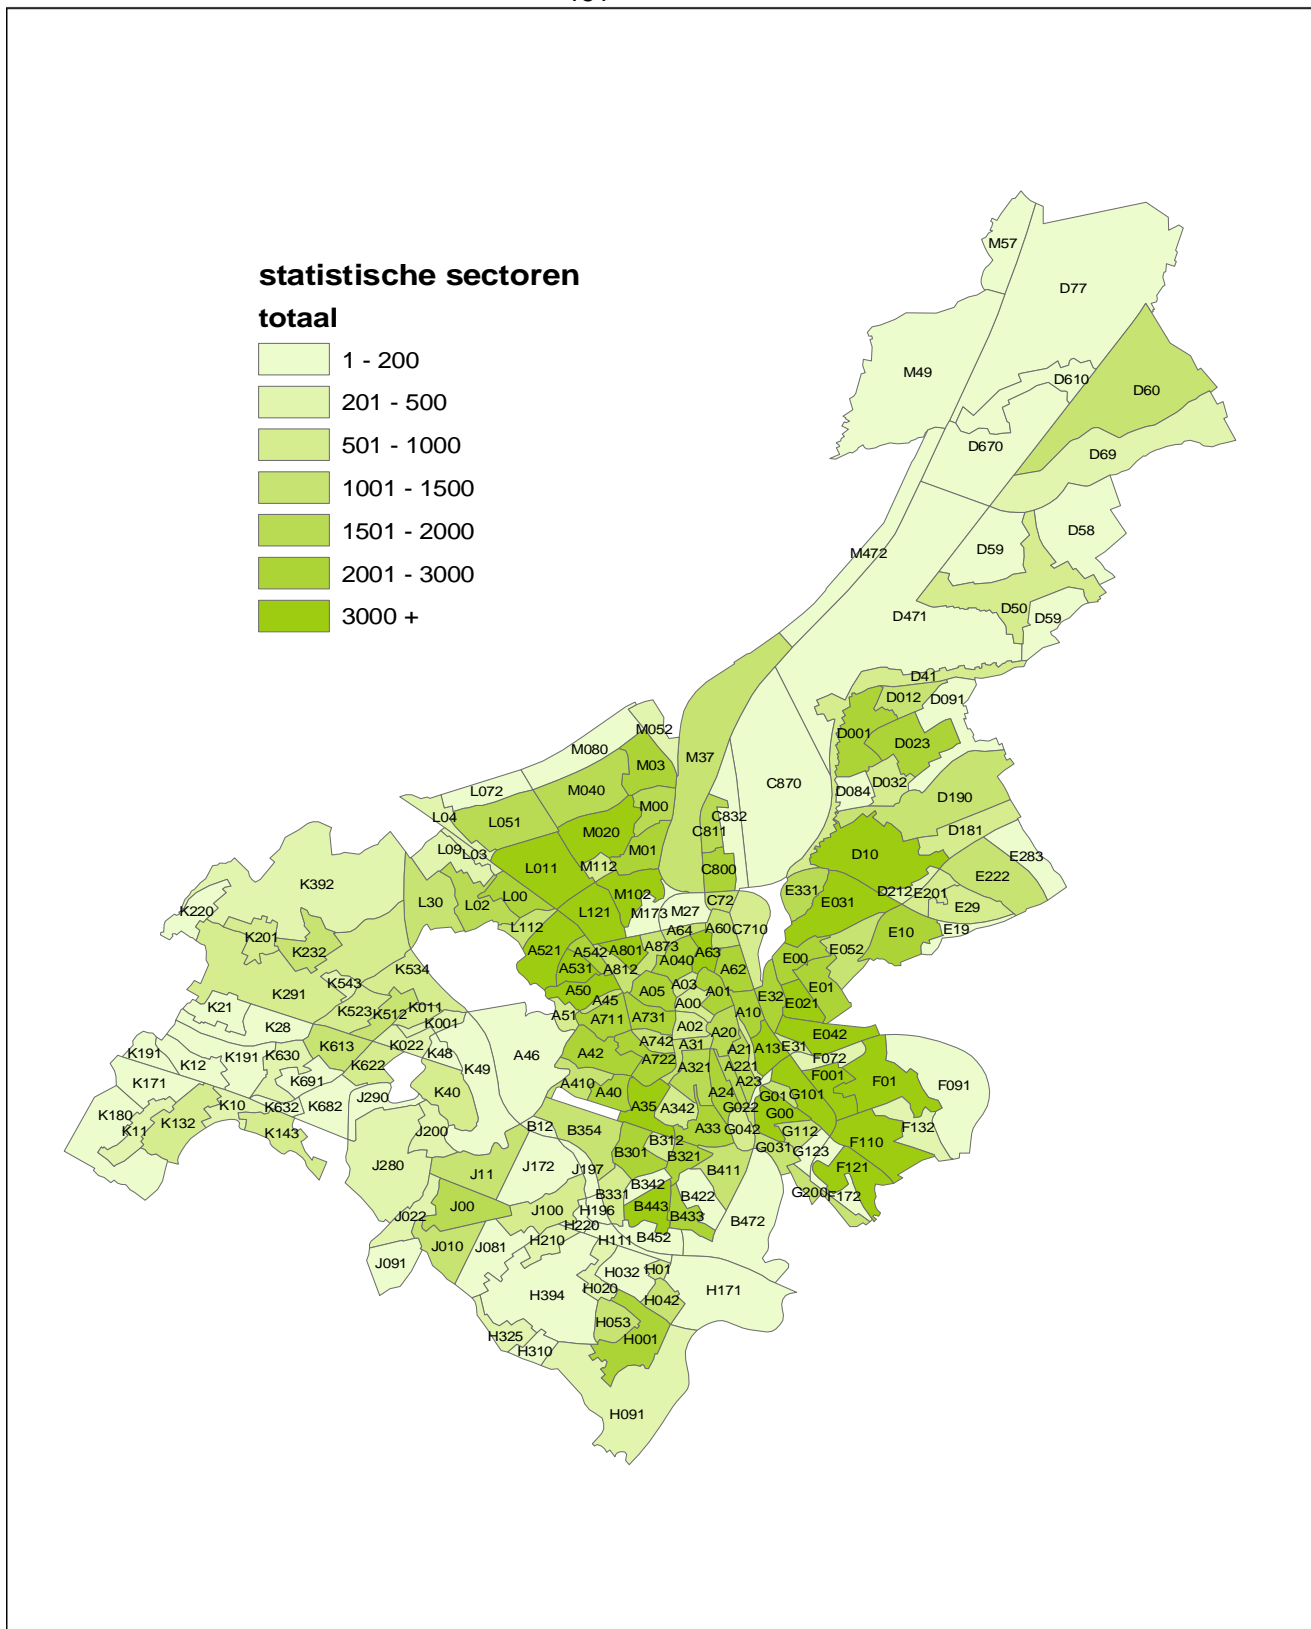 statistische sectoren
totaal
1 - 200
201 - 500
501 - 1000
1001 - 1500
1501 - 2000
2001 - 3000
3000 +
M57
D77
M49
D610
D60
D670
D69
D58
M472
D59
D50
D59
D471
D41
D012
D091
M052
D001
D023
M080
M37
M03
C870
D032
L072
M040
D084
D190
M00
L04
L051
C832
M020
C811
D181
L09
L03
M01
D10
E283
L011
M112
C800
K392
E222
M102
E331
D212
E201
L30
L02
L00
C72
E031
E29
K220
L121
M173
M27
L112
A64
A60
C710
E10
E19
K201
K232
A521
A542
A801
A873
A63
E052
A040
E00
A531
A812
A62
K534
K543
A50
A03
E01
K291
A05
A01
E32
A45
A00
E021
K21
K523
K512
K011
A51
A711
A731
A10
K28
K001
A02
A20
E042
K613
K022
A742
A31
A21
A13
E31
K191
K12
K191
K630
K48
A46
A42
A722
F072
K622
K49
A321
A221
F001
F01
F091
K171
K691
A410
A40
A23
K40
A24
G01
G101
K180
K10
K632
K682
J290
A35
A342
G022
G00
K11
K132
K143
J200
B12
B354
A33
G042
G112
F132
B312
F110
B301
B321
G031
G123
J280
J11
J172
J197
B411
F121
B342
B331
B422
G200
F172
J00
J022
J100
H196
B443
B433
B472
H220
J010
J081
H210
H111
B452
J091
H032
H01
H020
H171
H394
H042
H053
H325
H001
H310
H091